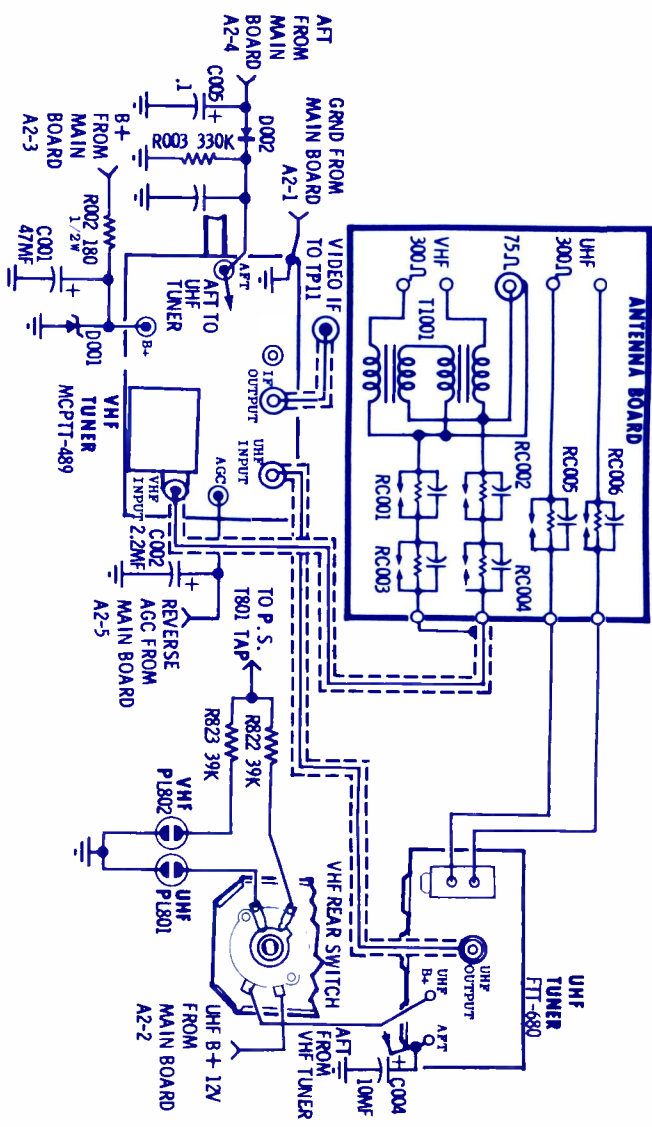 ANTENNA BOARD
UHF
300Ω
75Ω
VHF
300Ω
T1001
RC006
RC005
RC002
RC004
RC001
RC003
GRND FROM
MAIN BOARD
A2-1
VIDEO IF
TO TP11
AFT
FROM
MAIN
BOARD
A2-4
D002
C005
.1
R003 330K
AFT
AFT TO
UHF
TUNER
IF
OUTPUT
UHF
INPUT
AGC
B+
FROM
MAIN
BOARD
A2-3
R002 180
1/2W
C001
47MF
D001
B+
VHF
TUNER
MCPTT-489
VHF
INPUT
C002
2.2MF
REVERSE
AGC FROM
MAIN BOARD
A2-5
TO P.S.
T801 TAP
R822 39K
R823 39K
VHF
PL802
UHF
PL801
VHF REAR SWITCH
UHF B+ 12V
FROM
MAIN BOARD
A2-2
UHF
TUNER
FTT-680
UHF
OUTPUT
UHF
B+
AFT
AFT
FROM
VHF TUNER
C004
10MF